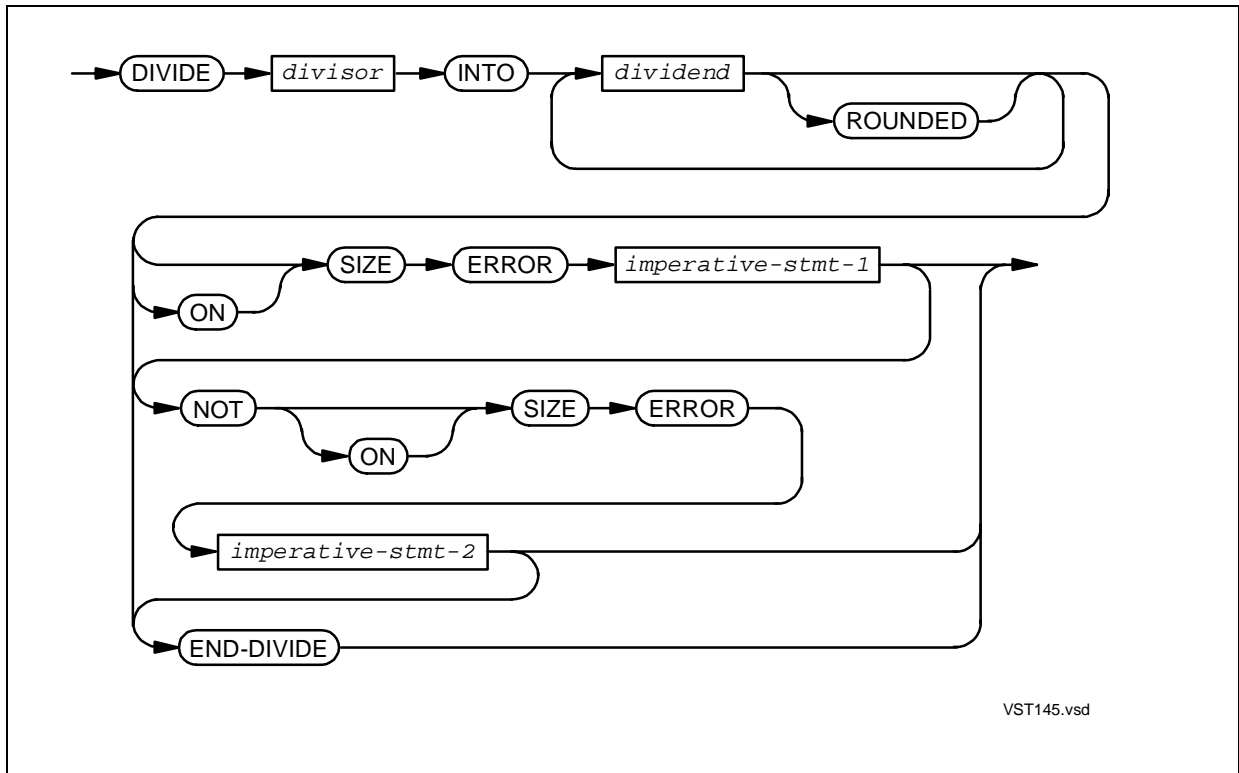 DIVIDE divisor INTO dividend
ROUNDED
SIZE ERROR imperative-stmt-1
ON
NOT SIZE ERROR
ON
imperative-stmt-2
END-DIVIDE
VST145.vsd